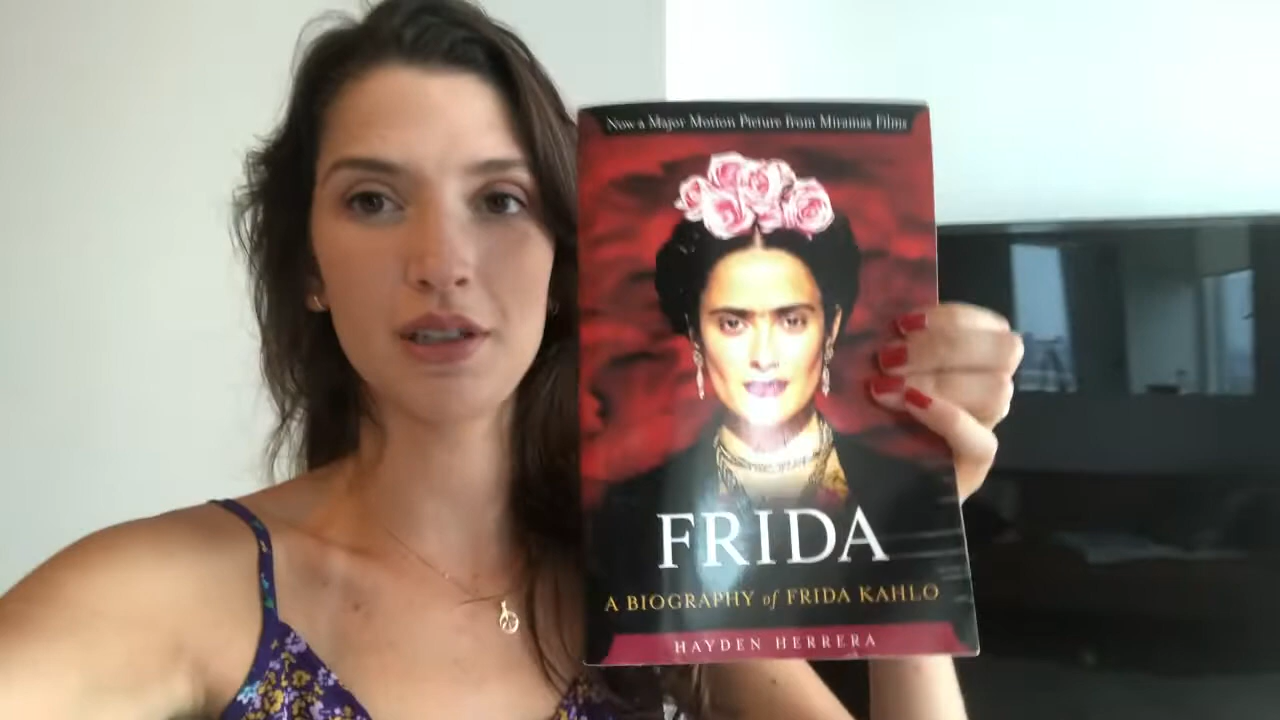 Now a Major Motion Picture from Miramax Films
FRIDA
A BIOGRAPHY of FRIDA KAHLO
HAYDEN HERRERA